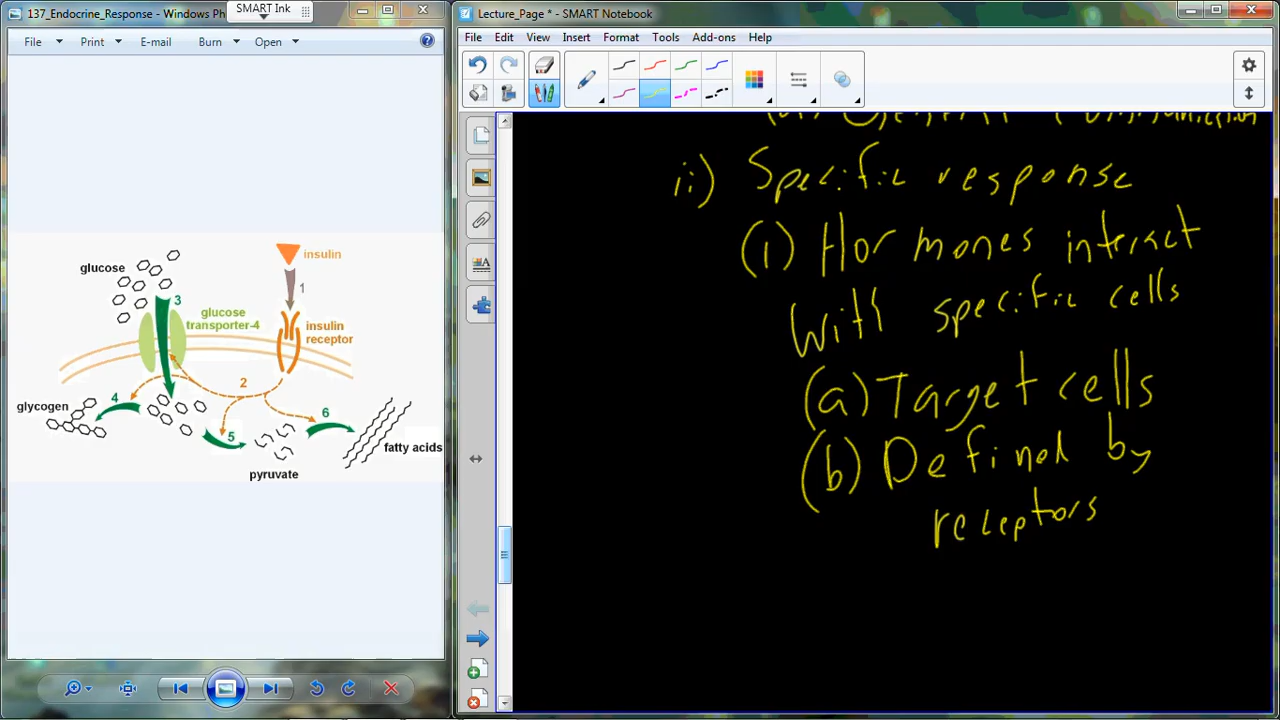 137_Endocrine_Response - Windows Ph
SMART Ink
File Print E-mail Burn Open
glucose
insulin
1
3
glucose
transporter-4
insulin
receptor
2
glycogen
4
5
6
pyruvate
fatty acids
Lecture_Page * - SMART Notebook
File Edit View Insert Format Tools Add-ons Help
ii) Specific response
(1) Hormones interact
with specific cells
(a) Target cells
(b) Defined by
receptors